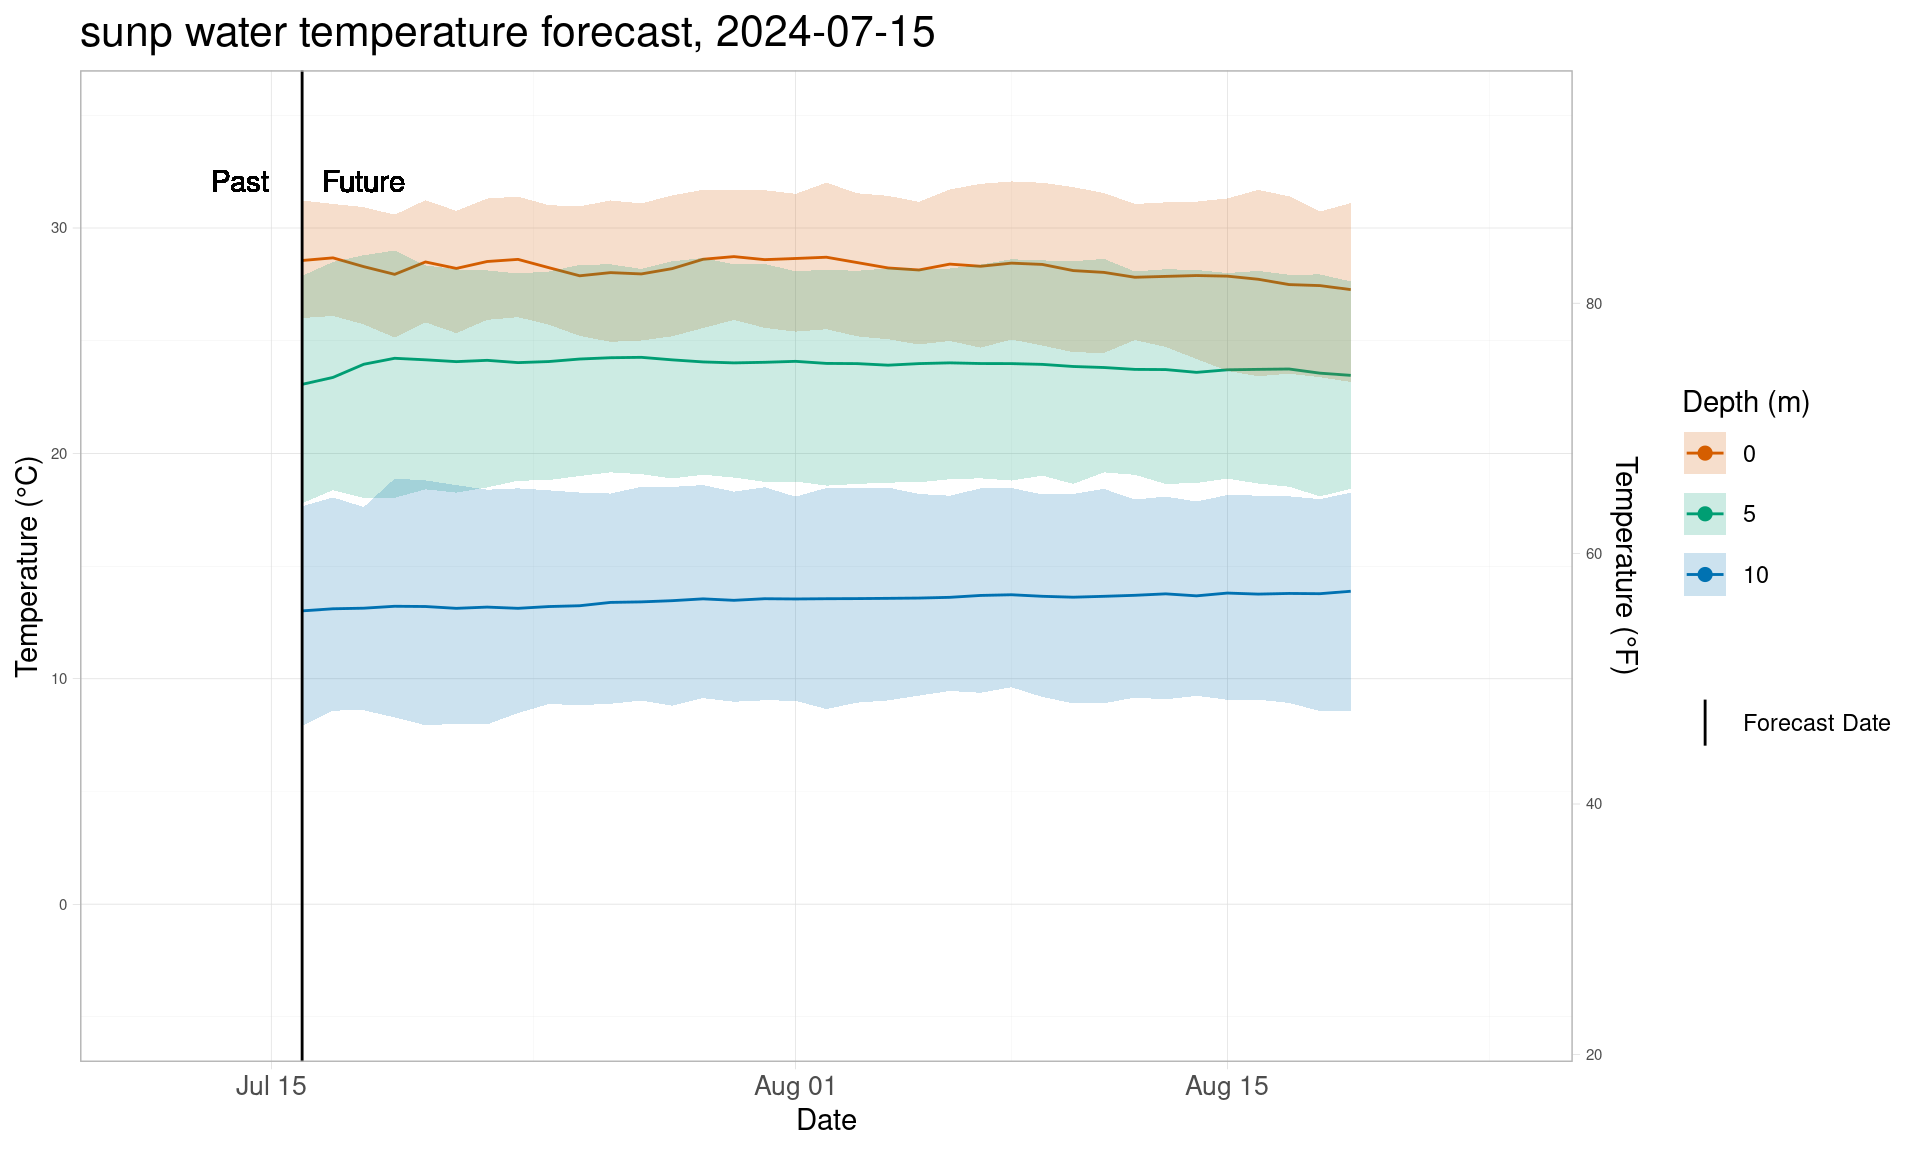 sunp water temperature forecast, 2024-07-15
Past
Future
30
20
10
0
Temperature (°C)
80
60
40
20
Temperature (°F)
Jul 15
Aug 01
Aug 15
Date
Depth (m)
0
5
10
Forecast Date